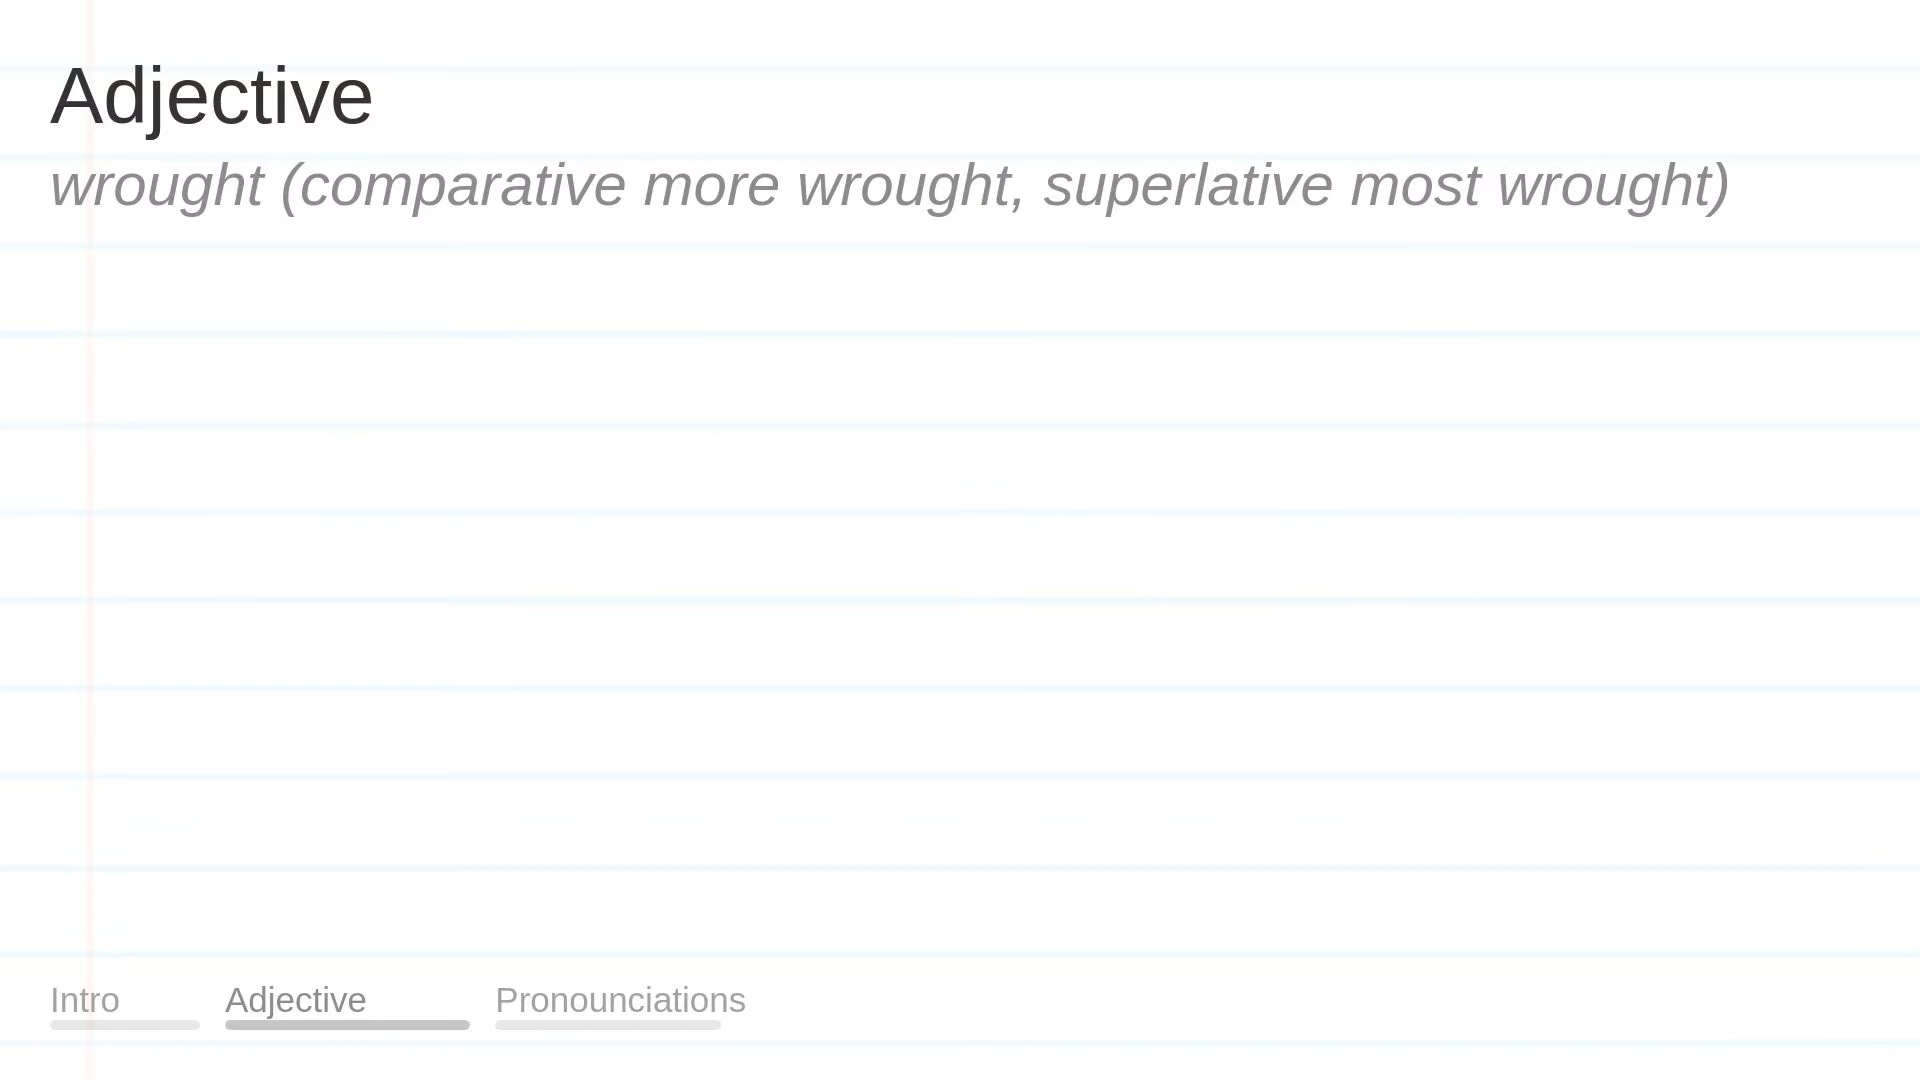 Adjective
wrought (comparative more wrought, superlative most wrought)
Intro Adjective Pronounciations